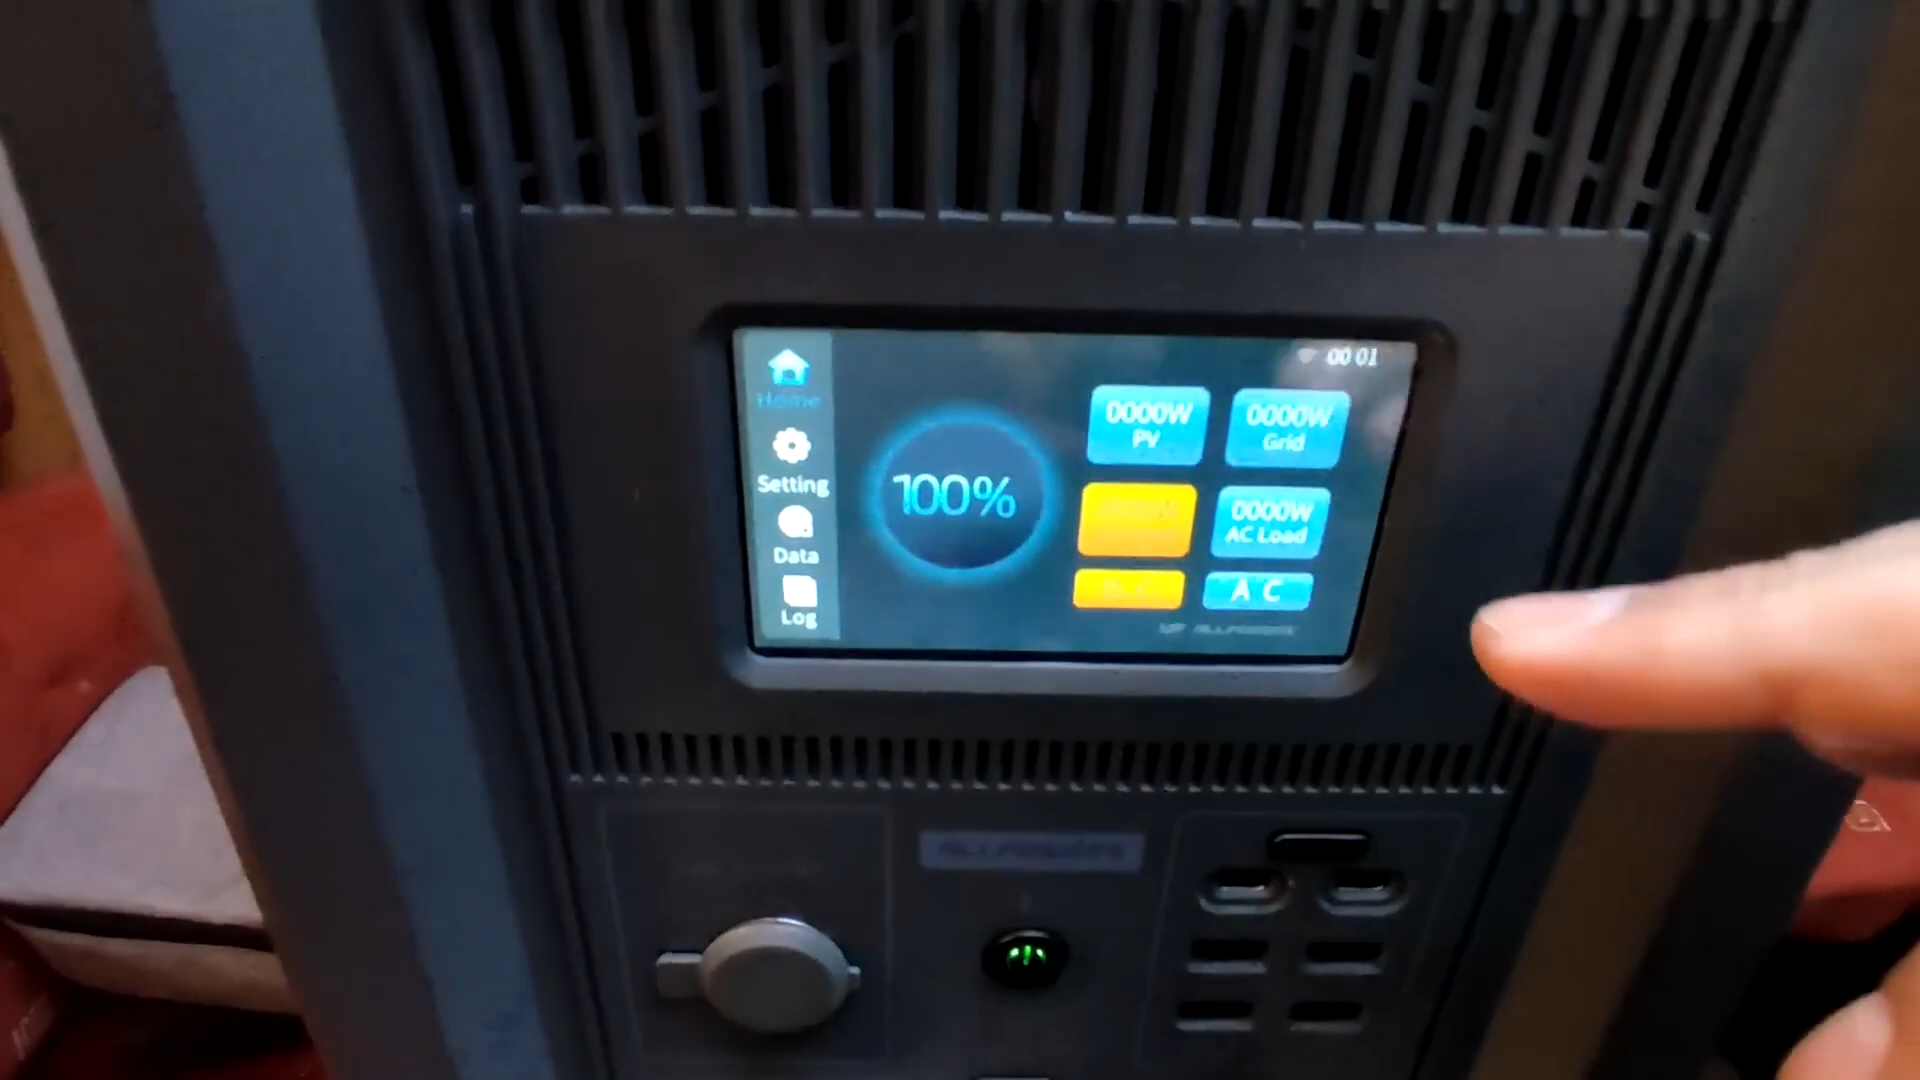 00:01
Home
Setting
Data
Log
100%
0000W
PV
0000W
Grid
0000W
AC Load
D C
A C
ALLPOWERS
ALLPOWERS